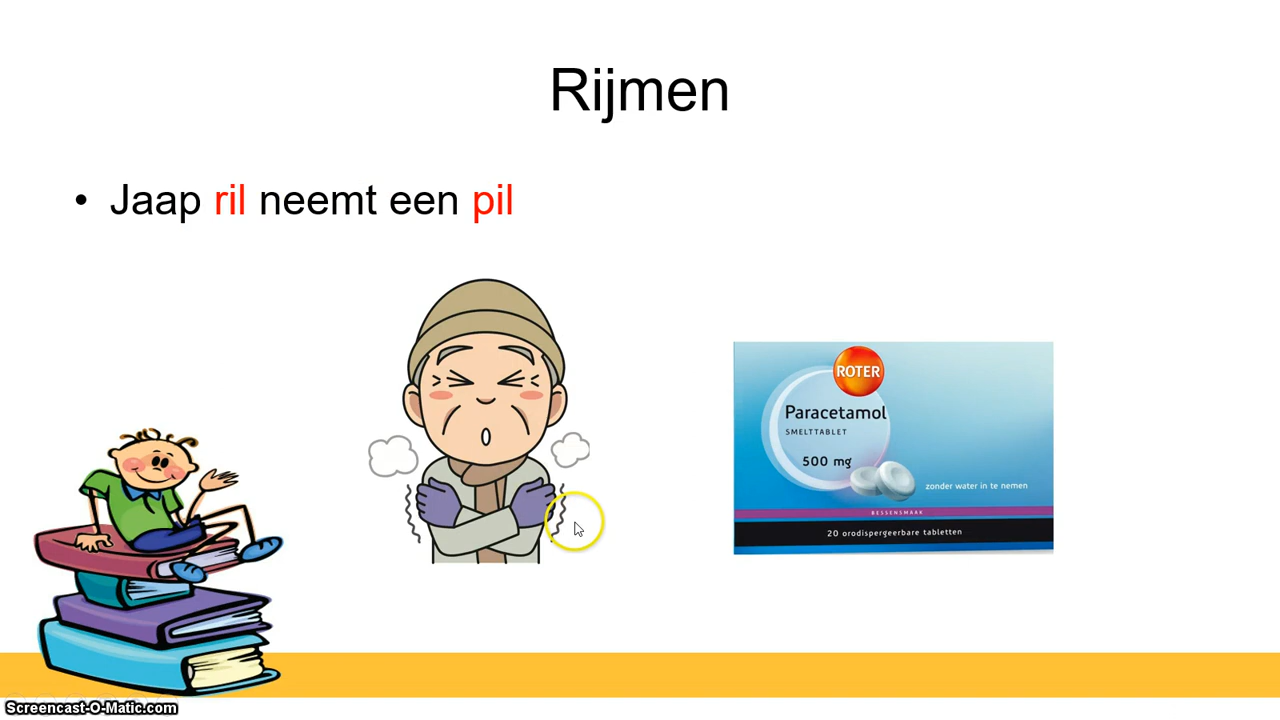 Rijmen
• Jaap ril neemt een pil
ROTER
Paracetamol
SMELTTABLET
500 mg
zonder water in te nemen
BESSENSMAAK
20 orodispergeerbare tabletten
Screencast-O-Matic.com